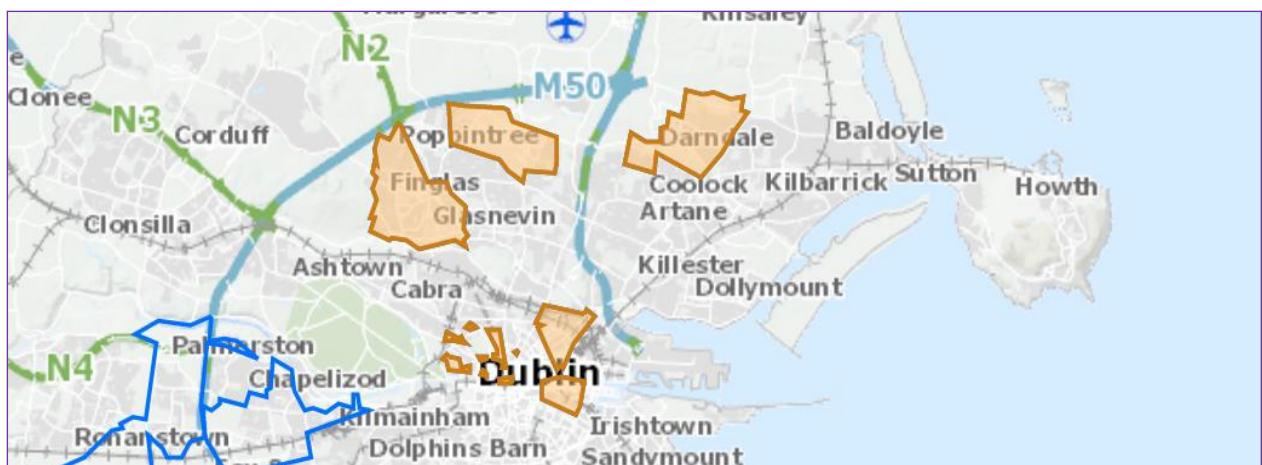 Kinsaley
N2
M50
Clonee
N3
Corduff
Poppintree
Darndale
Baldoyle
Finglas
Coolock
Kilbarrick
Sutton
Howth
Clonsilla
Glasnevin
Artane
Ashtown
Killester
Cabra
Dollymount
Palmerston
N4
Chapelizod
Dublin
Kilmainham
Irishtown
Ronanstown
Dolphins Barn
Sandymount